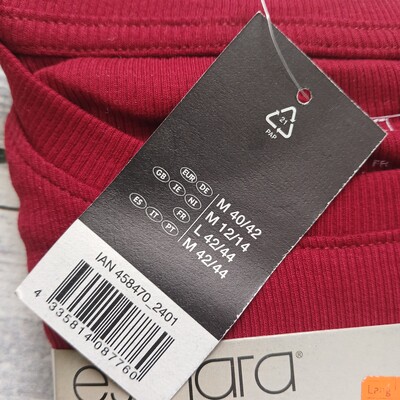 21
PAP
EUR DE
M 40/42
GB IE NI
M 12/14
FR
L 42/44
ES IT PT
M 42/44
IAN 458470_2401
4 335814 087760
esmara®